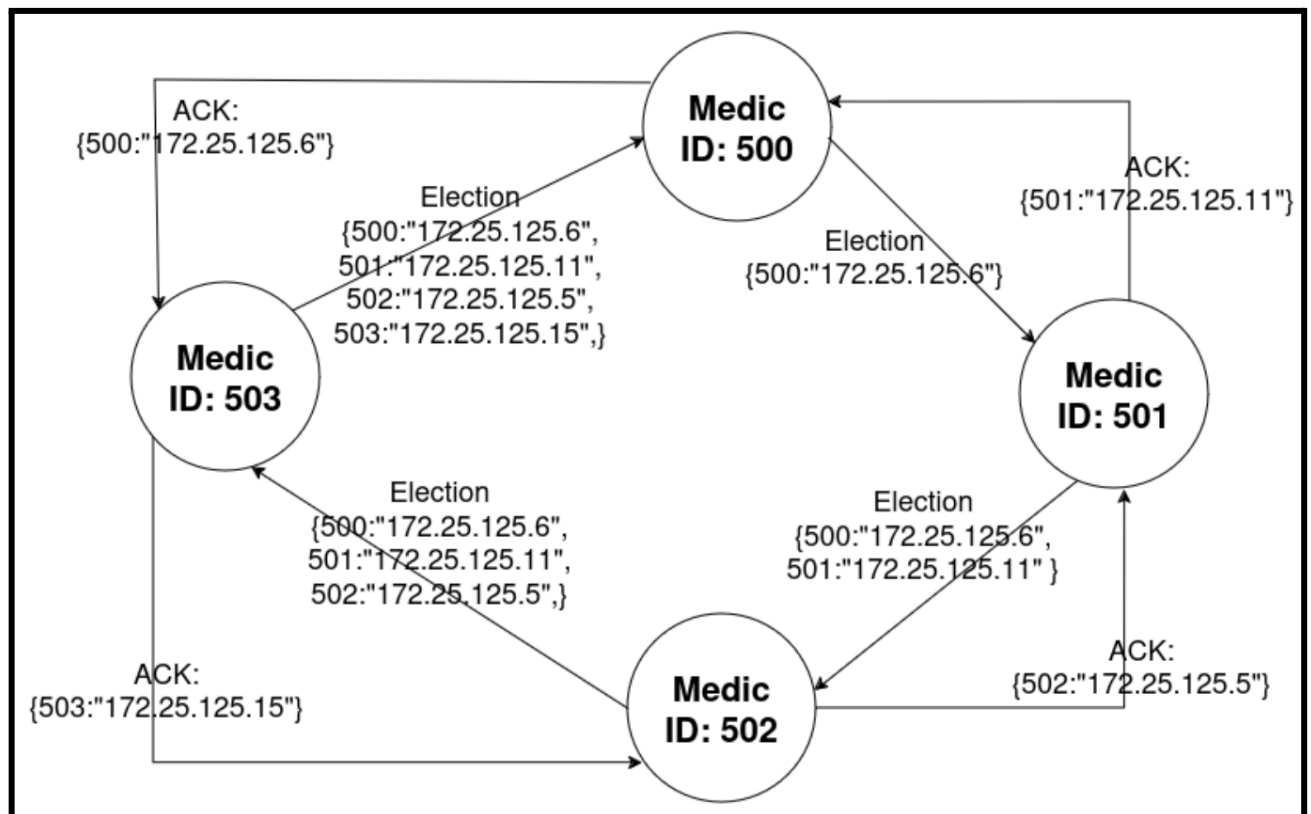 Medic
ID: 500
ACK:
{500:"172.25.125.6"}
ACK:
{501:"172.25.125.11"}
Election
{500:"172.25.125.6",
501:"172.25.125.11",
502:"172.25.125.5",
503:"172.25.125.15",}
Election
{500:"172.25.125.6"}
Medic
ID: 503
Medic
ID: 501
Election
{500:"172.25.125.6",
501:"172.25.125.11",
502:"172.25.125.5",}
Election
{500:"172.25.125.6",
501:"172.25.125.11" }
ACK:
{503:"172.25.125.15"}
Medic
ID: 502
ACK:
{502:"172.25.125.5"}